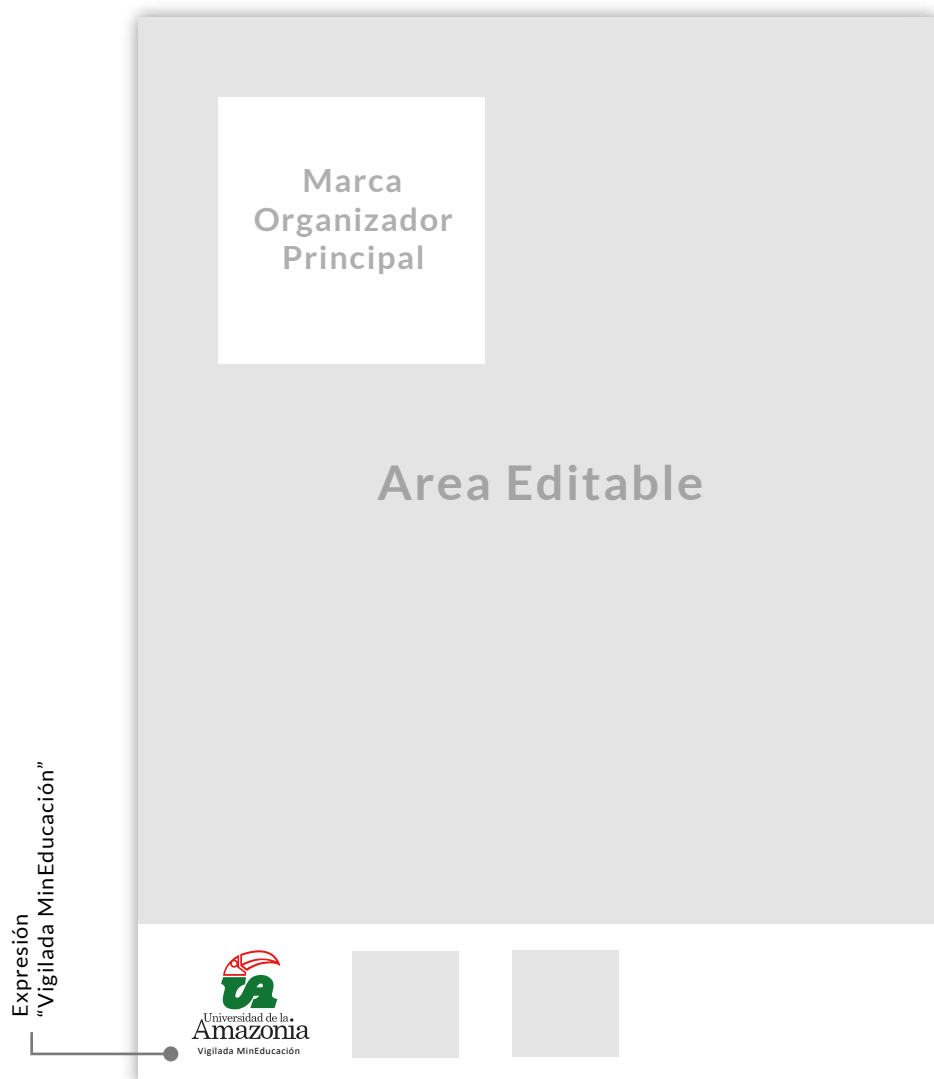 Marca
Organizador
Principal
Area Editable
Expresión
“Vigilada MinEducación”
Universidad de la
Amazonia
Vigilada MinEducación